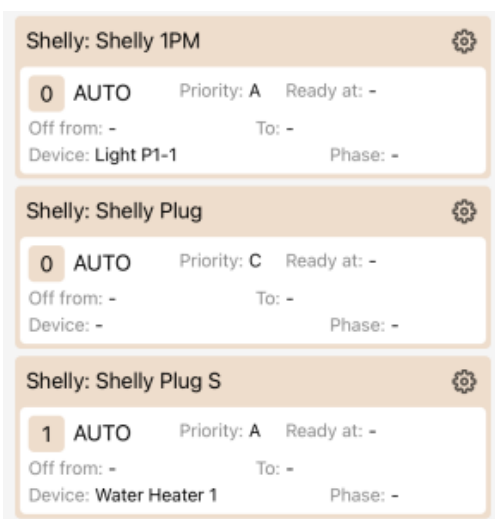 Shelly: Shelly 1PM
0 AUTO Priority: A Ready at: -
Off from: - To: -
Device: Light P1-1 Phase: -
Shelly: Shelly Plug
0 AUTO Priority: C Ready at: -
Off from: - To: -
Device: - Phase: -
Shelly: Shelly Plug S
1 AUTO Priority: A Ready at: -
Off from: - To: -
Device: Water Heater 1 Phase: -